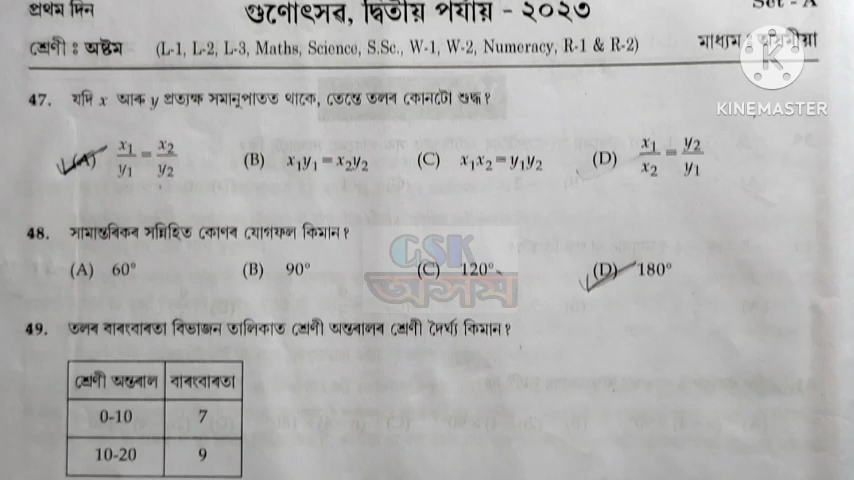 প্ৰথম দিন
গুণোৎসৱ, দ্বিতীয় পৰ্যায় - ২০২৩
Set - A
শ্ৰেণী : অষ্টম (L-1, L-2, L-3, Maths, Science, S.Sc., W-1, W-2, Numeracy, R-1 & R-2) মাধ্যম : অসমীয়া
KINEMASTER
47. যদি x আৰু y প্ৰত্যক্ষ সমানুপাতত থাকে, তেন্তে তলৰ কোনটো শুদ্ধ?
(A) x₁/y₁ = x₂/y₂ (B) x₁y₁ = x₂y₂ (C) x₁x₂ = y₁y₂ (D) x₁/x₂ = y₂/y₁
48. সামান্তৰিকৰ সন্নিহিত কোণৰ যোগফল কিমান?
CSK
অসম
(A) 60° (B) 90° (C) 120° (D) 180°
49. তলৰ বাৰংবাৰতা বিভাজন তালিকাত শ্ৰেণী অন্তৰালৰ শ্ৰেণী দৈৰ্ঘ্য কিমান?
শ্ৰেণী অন্তৰাল বাৰংবাৰতা
0-10 7
10-20 9